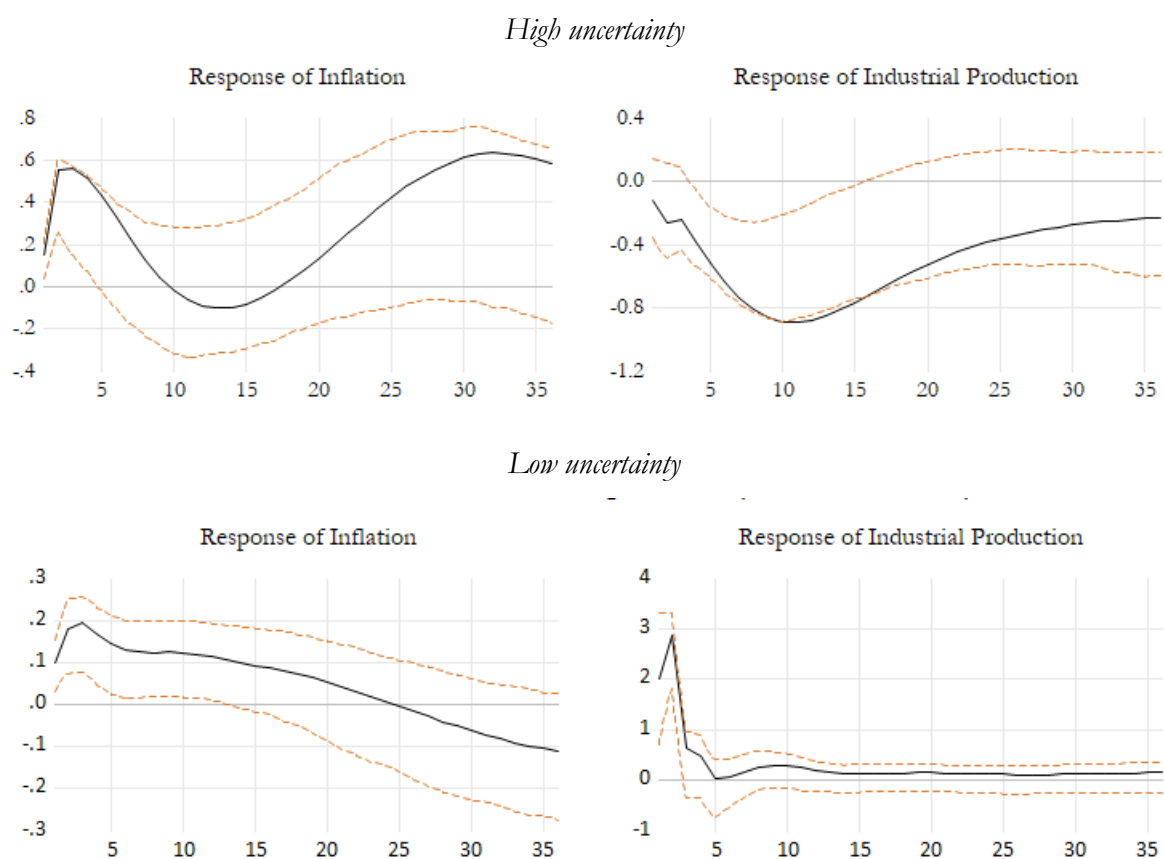 High uncertainty
Response of Inflation
.8
.6
.4
.2
.0
-.2
-.4
5 10 15 20 25 30 35
Response of Industrial Production
0.4
0.0
-0.4
-0.8
-1.2
5 10 15 20 25 30 35
Low uncertainty
Response of Inflation
.3
.2
.1
.0
-.1
-.2
-.3
5 10 15 20 25 30 35
Response of Industrial Production
4
3
2
1
0
-1
5 10 15 20 25 30 35